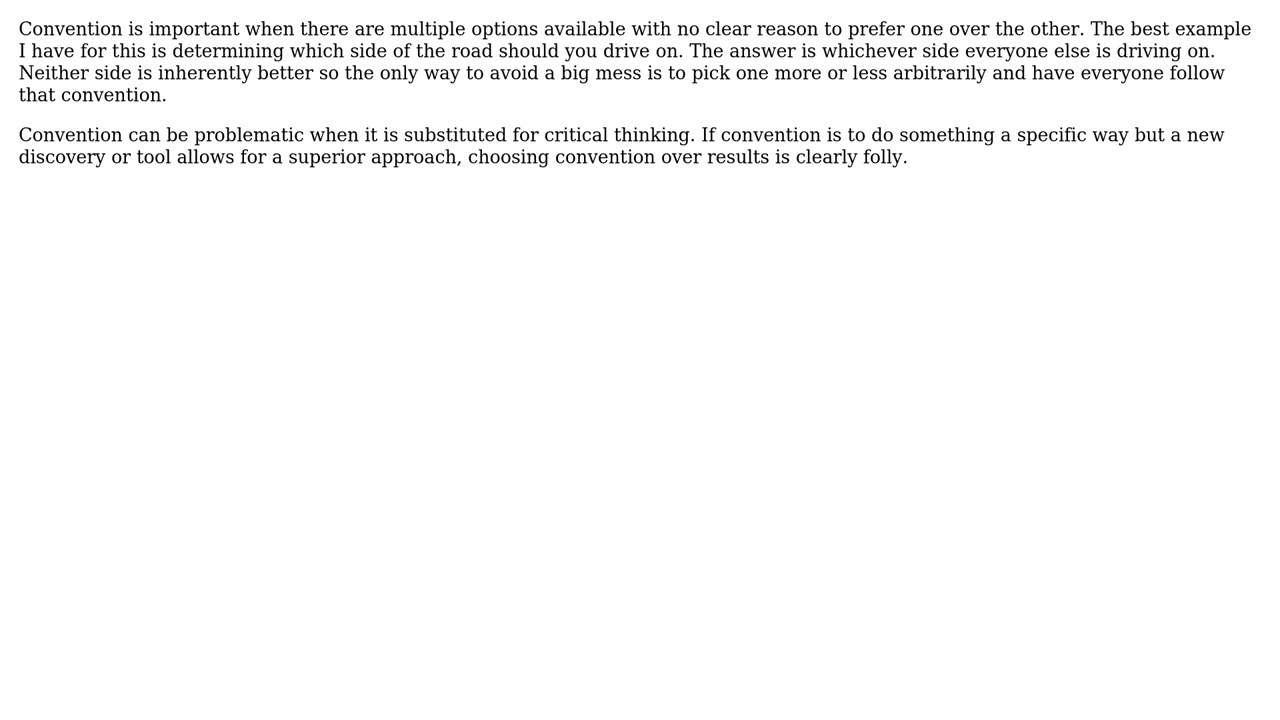 Convention is important when there are multiple options available with no clear reason to prefer one over the other. The best example
I have for this is determining which side of the road should you drive on. The answer is whichever side everyone else is driving on.
Neither side is inherently better so the only way to avoid a big mess is to pick one more or less arbitrarily and have everyone follow
that convention.
Convention can be problematic when it is substituted for critical thinking. If convention is to do something a specific way but a new
discovery or tool allows for a superior approach, choosing convention over results is clearly folly.